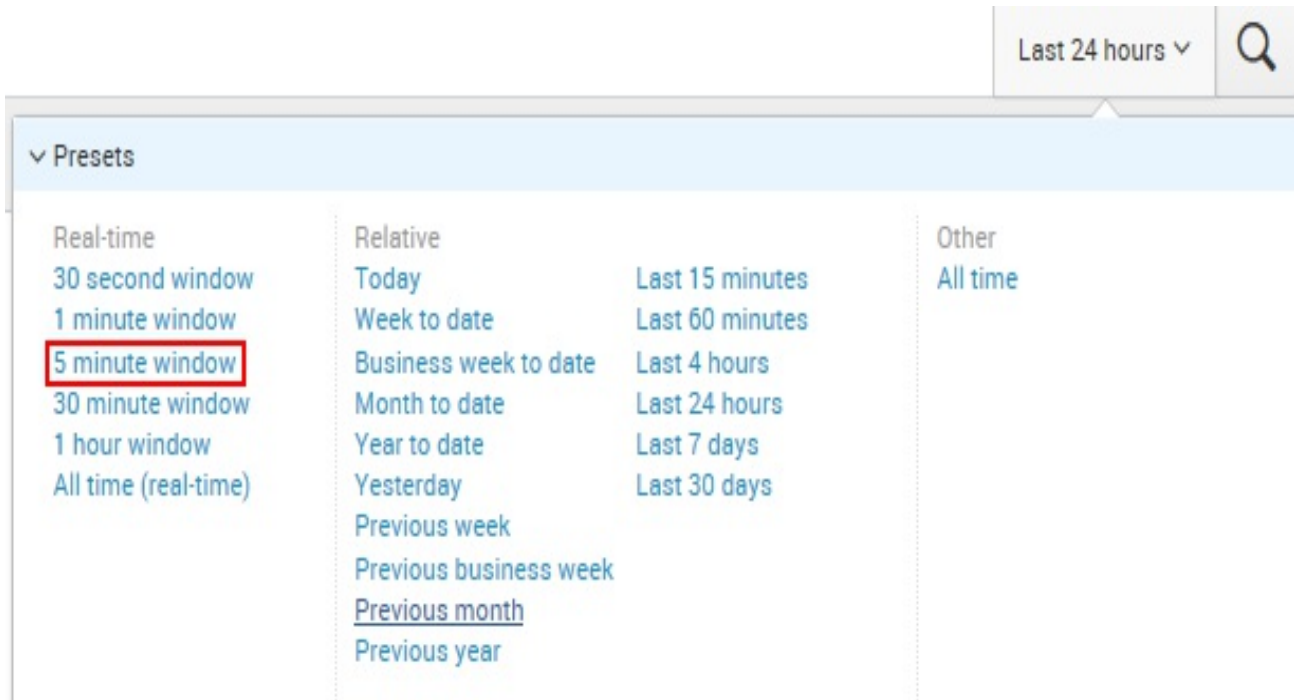 Last 24 hours
Presets
Real-time
30 second window
1 minute window
5 minute window
30 minute window
1 hour window
All time (real-time)
Relative
Today
Week to date
Business week to date
Month to date
Year to date
Yesterday
Previous week
Previous business week
Previous month
Previous year
Last 15 minutes
Last 60 minutes
Last 4 hours
Last 24 hours
Last 7 days
Last 30 days
Other
All time